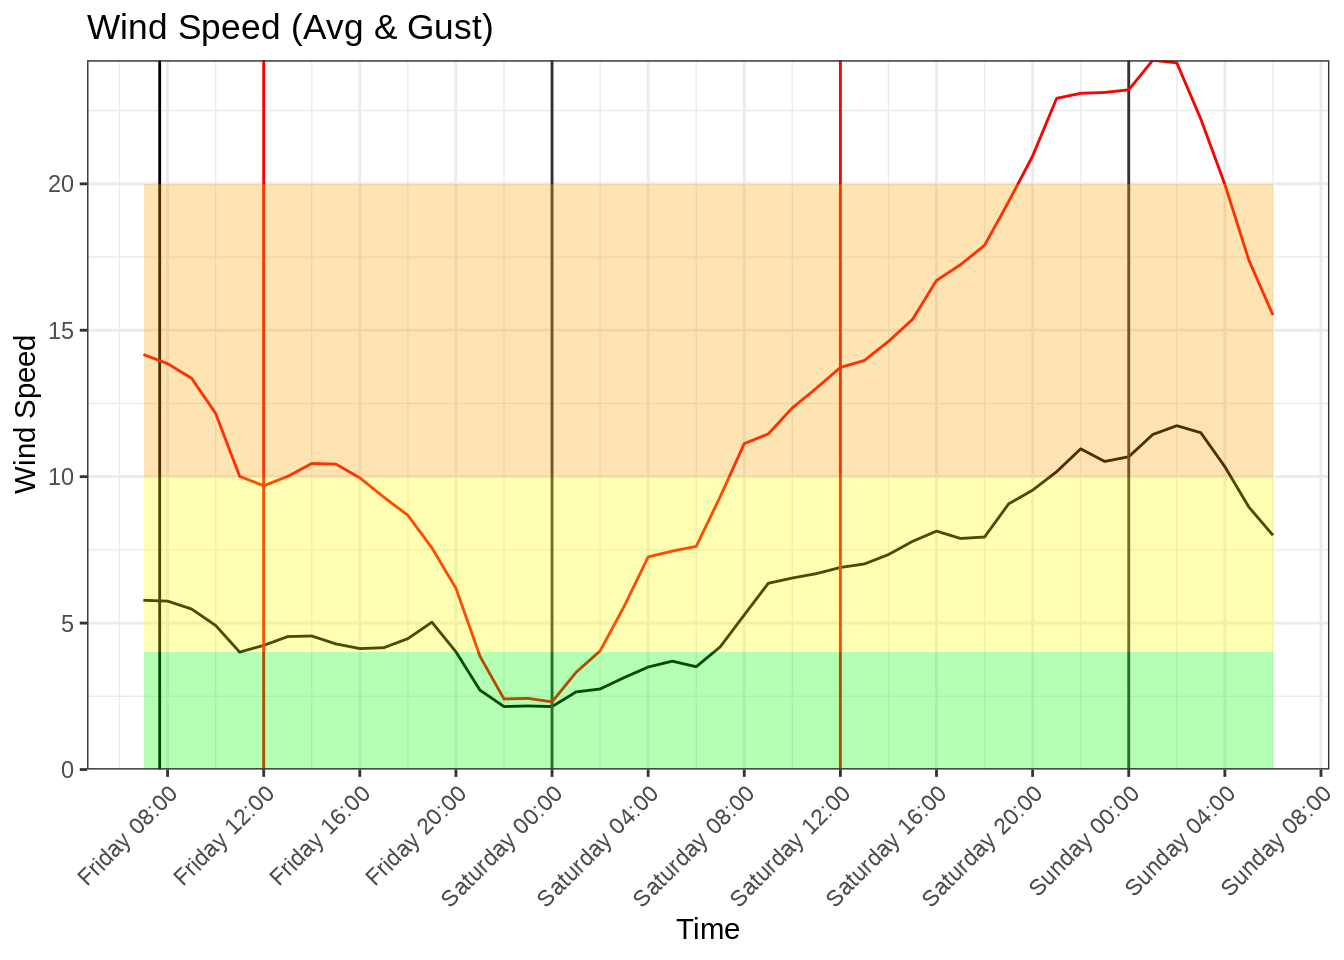 Wind Speed (Avg & Gust)
Wind Speed
20
15
10
5
0
Friday 08:00
Friday 12:00
Friday 16:00
Friday 20:00
Saturday 00:00
Saturday 04:00
Saturday 08:00
Saturday 12:00
Saturday 16:00
Saturday 20:00
Sunday 00:00
Sunday 04:00
Sunday 08:00
Time